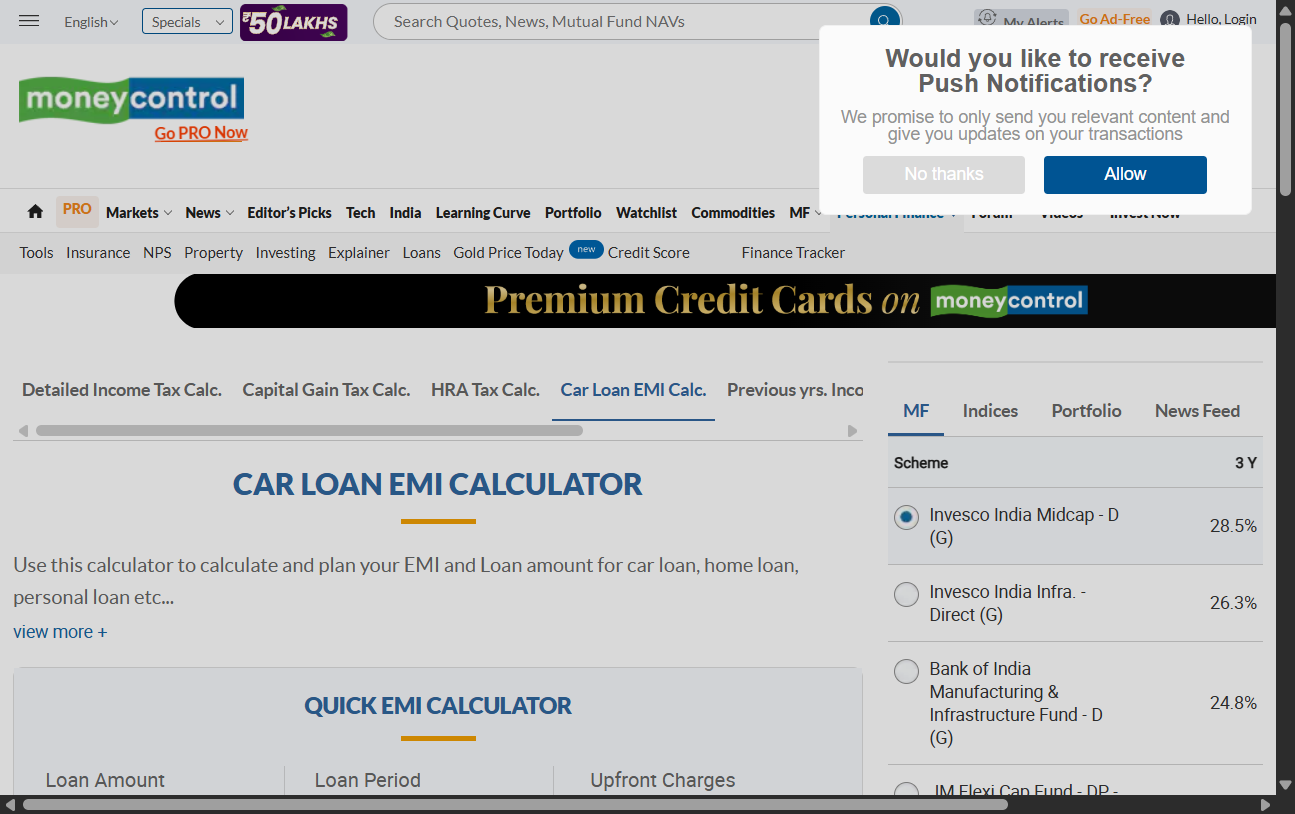 English
Specials
₹50 LAKHS
Search Quotes, News, Mutual Fund NAVs
My Alerts
Go Ad-Free
Hello, Login
Would you like to receive
Push Notifications?
We promise to only send you relevant content and
give you updates on your transactions
No thanks
Allow
moneycontrol
Go PRO Now
PRO
Markets
News
Editor's Picks
Tech
India
Learning Curve
Portfolio
Watchlist
Commodities
MF
Personal Finance
Forum
Videos
Invest Now
Tools
Insurance
NPS
Property
Investing
Explainer
Loans
Gold Price Today
new
Credit Score
Finance Tracker
Premium Credit Cards on moneycontrol
Detailed Income Tax Calc.
Capital Gain Tax Calc.
HRA Tax Calc.
Car Loan EMI Calc.
Previous yrs. Inco
MF
Indices
Portfolio
News Feed
CAR LOAN EMI CALCULATOR
Use this calculator to calculate and plan your EMI and Loan amount for car loan, home loan,
personal loan etc...
view more +
QUICK EMI CALCULATOR
Loan Amount
Loan Period
Upfront Charges
Scheme 3 Y
Invesco India Midcap - D
(G)
28.5%
Invesco India Infra. -
Direct (G)
26.3%
Bank of India
Manufacturing &
Infrastructure Fund - D
(G)
24.8%
JM Flexi Cap Fund - DP -